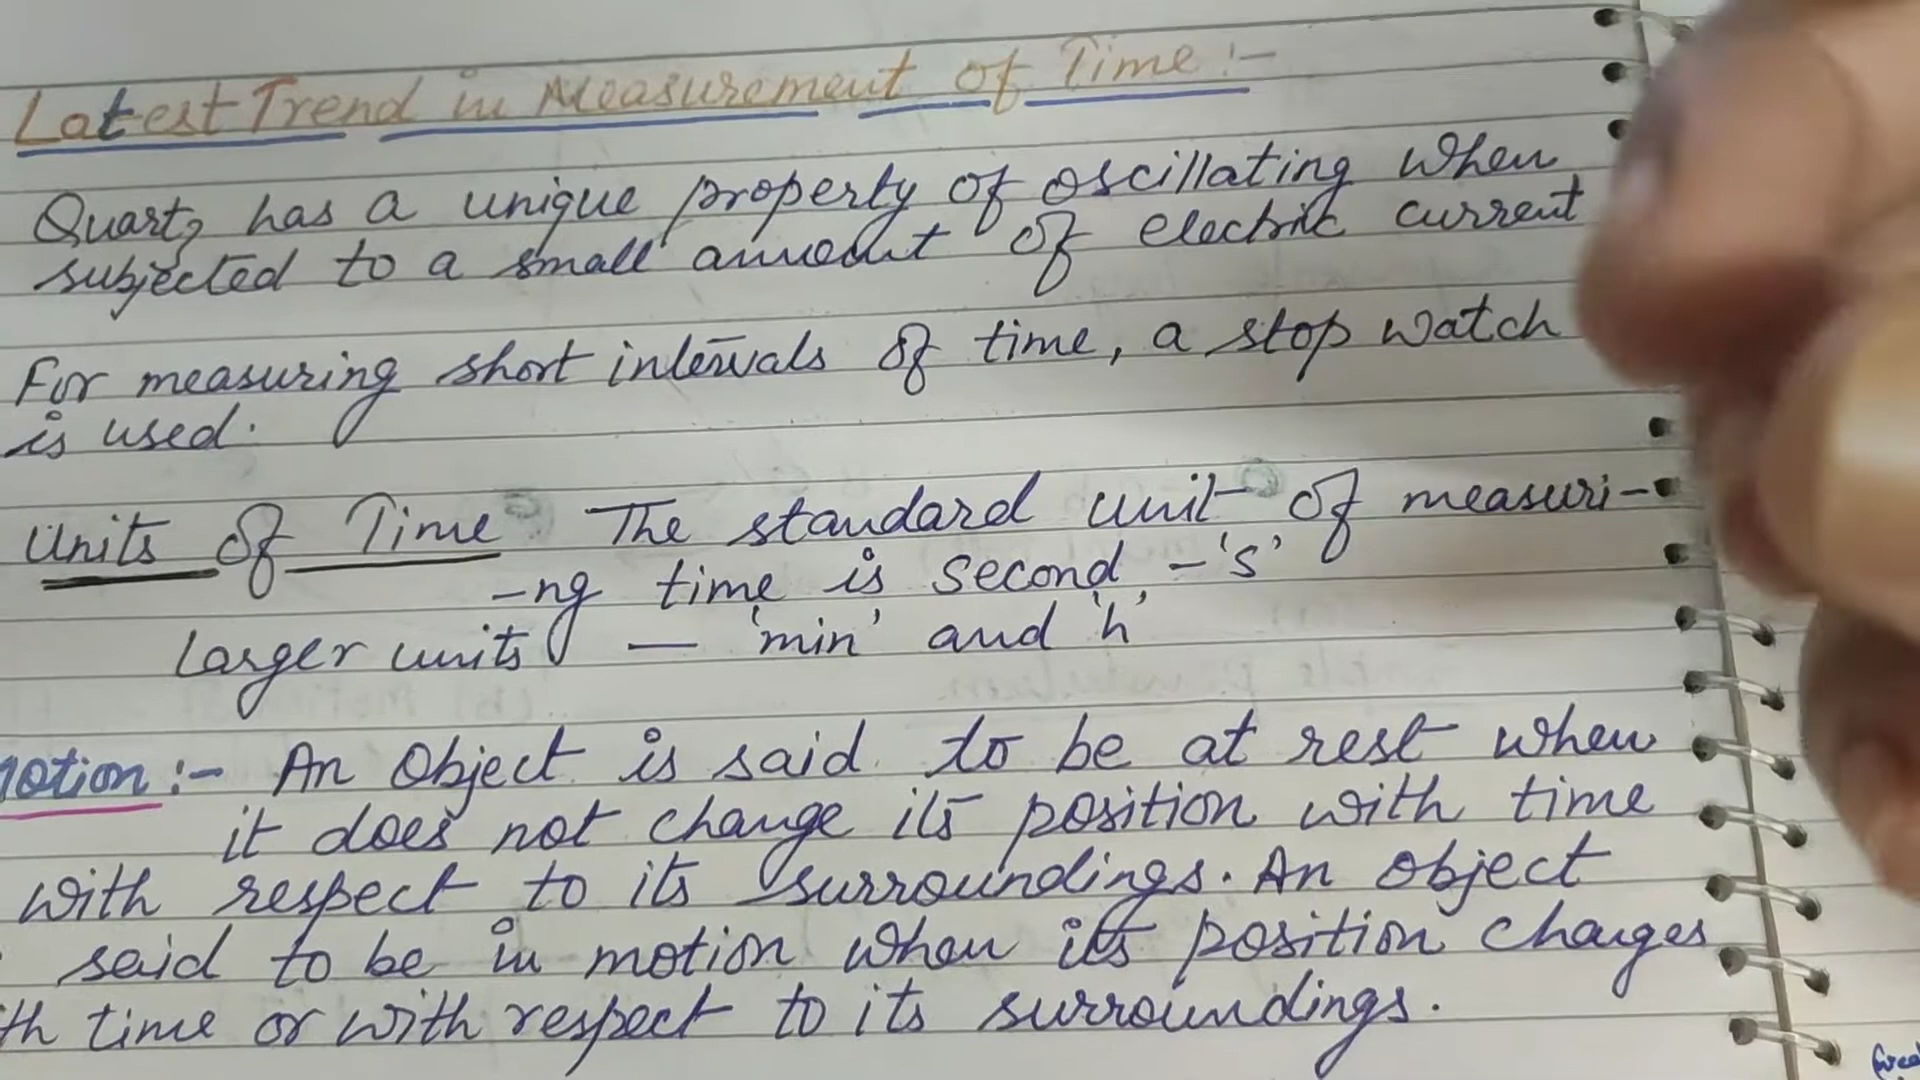 Latest Trend in Measurement of Time :-
Quartz has a unique property of oscillating when
subjected to a small amount of electric current
For measuring short intervals of time, a stop watch
is used.
Units of Time The standard unit of measuri-
-ng time is second - 's'
Larger units — 'min' and 'h'
otion :- An Object is said to be at rest when
it does not change its position with time
with respect to its surroundings. An object
said to be in motion when its position changes
th time or with respect to its surroundings.